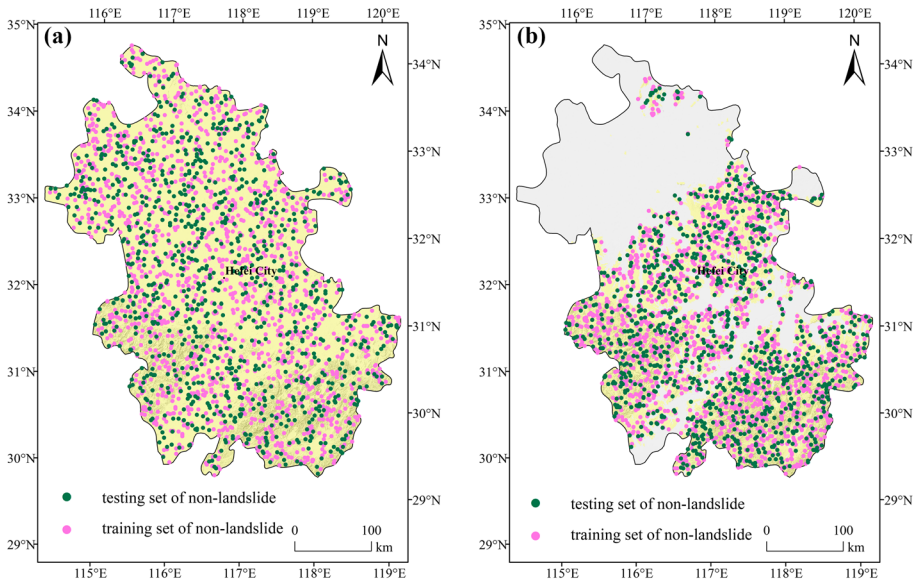 116°E 117°E 118°E 119°E 120°E
35°N
34°N
33°N
32°N
31°N
30°N
29°N
(a)
N
34°N
33°N
32°N
31°N
30°N
29°N
Hefei City
testing set of non-landslide
training set of non-landslide
0 100
km
115°E 116°E 117°E 118°E 119°E
116°E 117°E 118°E 119°E 120°E
35°N
34°N
33°N
32°N
31°N
30°N
29°N
(b)
N
34°N
33°N
32°N
31°N
30°N
29°N
Hefei City
testing set of non-landslide
training set of non-landslide
0 100
km
115°E 116°E 117°E 118°E 119°E